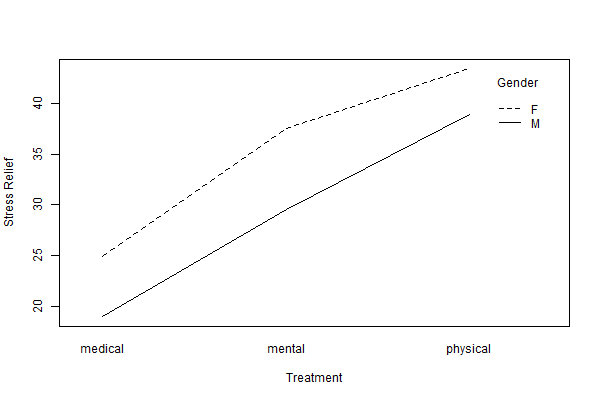 Gender
F
M
Stress Relief
40
35
30
25
20
medical mental physical
Treatment